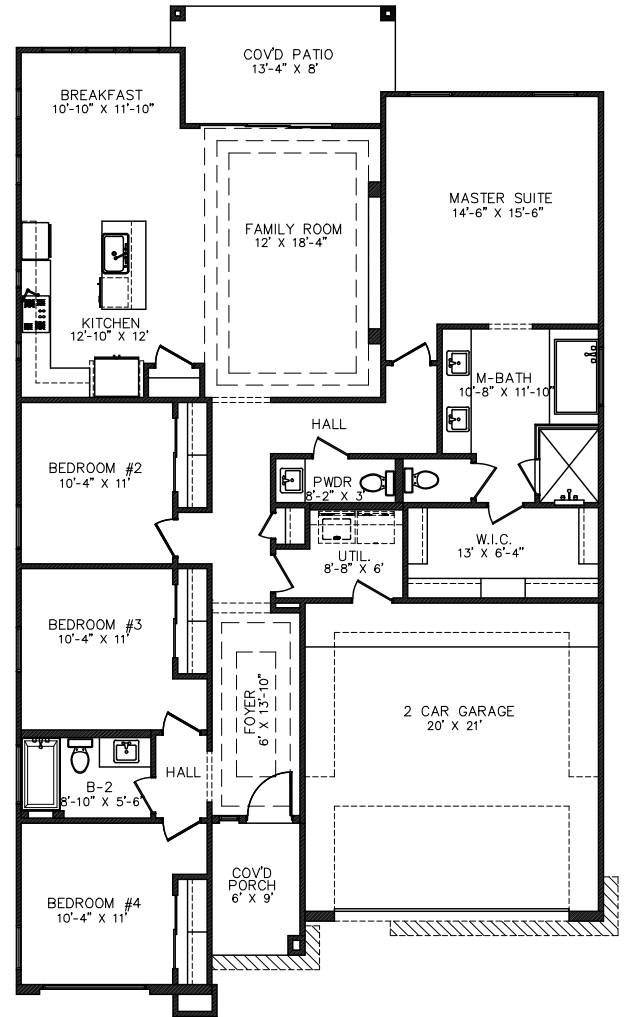 COV'D PATIO
13'-4" X 8'
BREAKFAST
10'-10" X 11'-10"
MASTER SUITE
14'-6" X 15'-6"
FAMILY ROOM
12' X 18'-4"
KITCHEN
12'-10" X 12'
M-BATH
10'-8" X 11'-10"
HALL
BEDROOM #2
10'-4" X 11'
PWDR
8'-2" X 3'
W.I.C.
13' X 6'-4"
UTIL.
8'-8" X 6'
BEDROOM #3
10'-4" X 11'
FOYER
6' X 13'-10"
2 CAR GARAGE
20' X 21'
HALL
B-2
8'-10" X 5'-6"
COV'D
PORCH
6' X 9'
BEDROOM #4
10'-4" X 11'